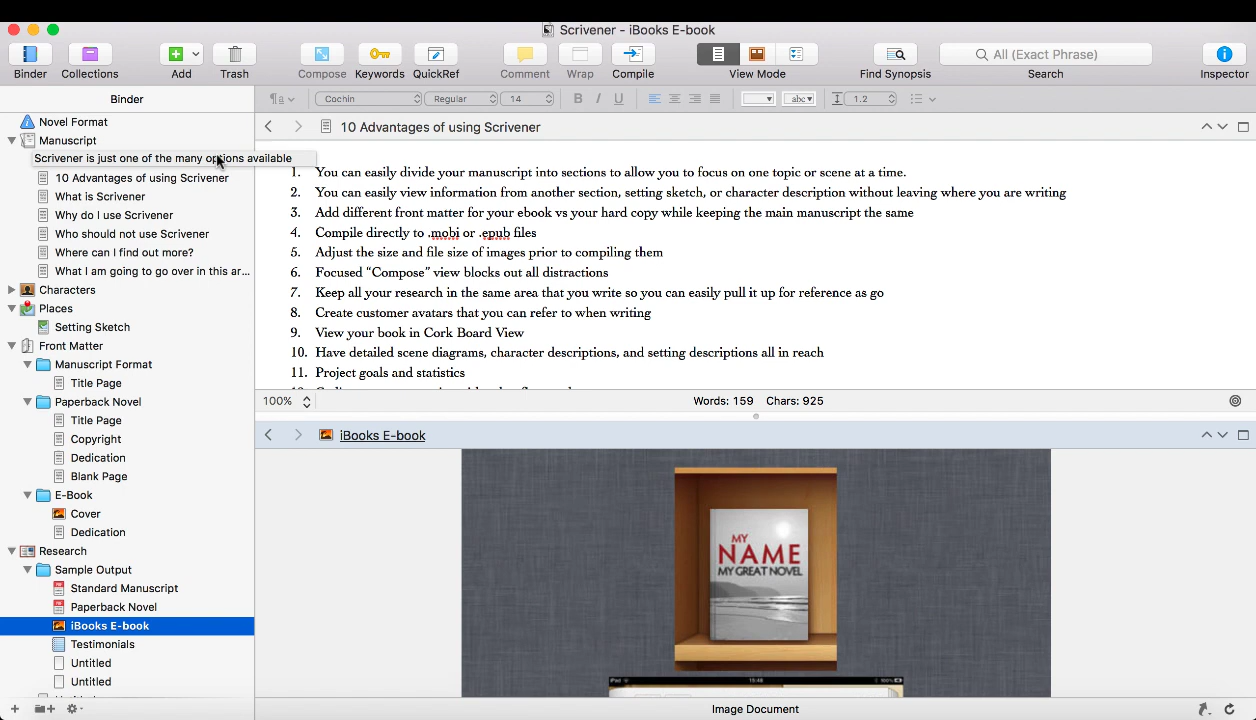 Scrivener - iBooks E-book
Binder
Collections
Add
Trash
Compose
Keywords
QuickRef
Comment
Wrap
Compile
View Mode
Find Synopsis
All (Exact Phrase)
Search
Inspector
Binder
Cochin
Regular
14
B I U
abc
1.2
Novel Format
Manuscript
Scrivener is just one of the many options available
10 Advantages of using Scrivener
What is Scrivener
Why do I use Scrivener
Who should not use Scrivener
Where can I find out more?
What I am going to go over in this ar...
Characters
Places
Setting Sketch
Front Matter
Manuscript Format
Title Page
Paperback Novel
Title Page
Copyright
Dedication
Blank Page
E-Book
Cover
Dedication
Research
Sample Output
Standard Manuscript
Paperback Novel
iBooks E-book
Testimonials
Untitled
Untitled
10 Advantages of using Scrivener
1. You can easily divide your manuscript into sections to allow you to focus on one topic or scene at a time.
2. You can easily view information from another section, setting sketch, or character description without leaving where you are writing
3. Add different front matter for your ebook vs your hard copy while keeping the main manuscript the same
4. Compile directly to .mobi or .epub files
5. Adjust the size and file size of images prior to compiling them
6. Focused “Compose” view blocks out all distractions
7. Keep all your research in the same area that you write so you can easily pull it up for reference as go
8. Create customer avatars that you can refer to when writing
9. View your book in Cork Board View
10. Have detailed scene diagrams, character descriptions, and setting descriptions all in reach
11. Project goals and statistics
100%
Words: 159 Chars: 925
iBooks E-book
MY
NAME
MY GREAT NOVEL
iPad
15:48
100%
Image Document